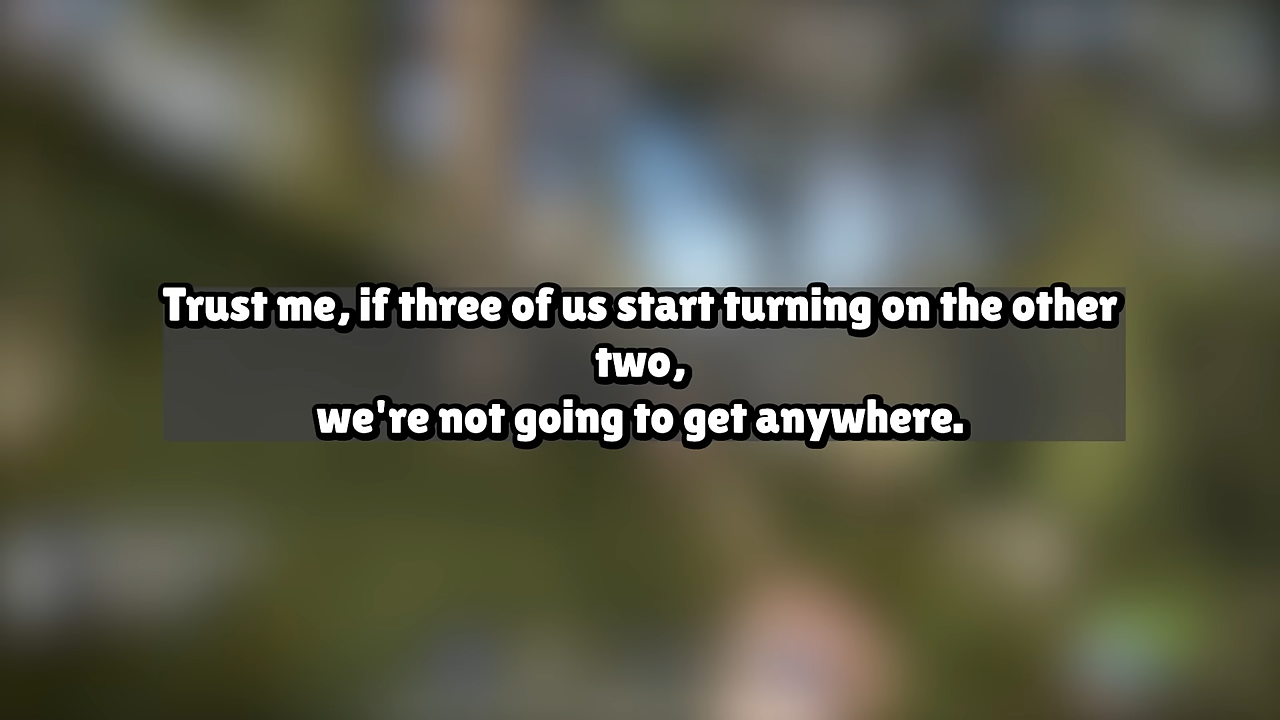 Trust me, if three of us start turning on the other
two,
we're not going to get anywhere.